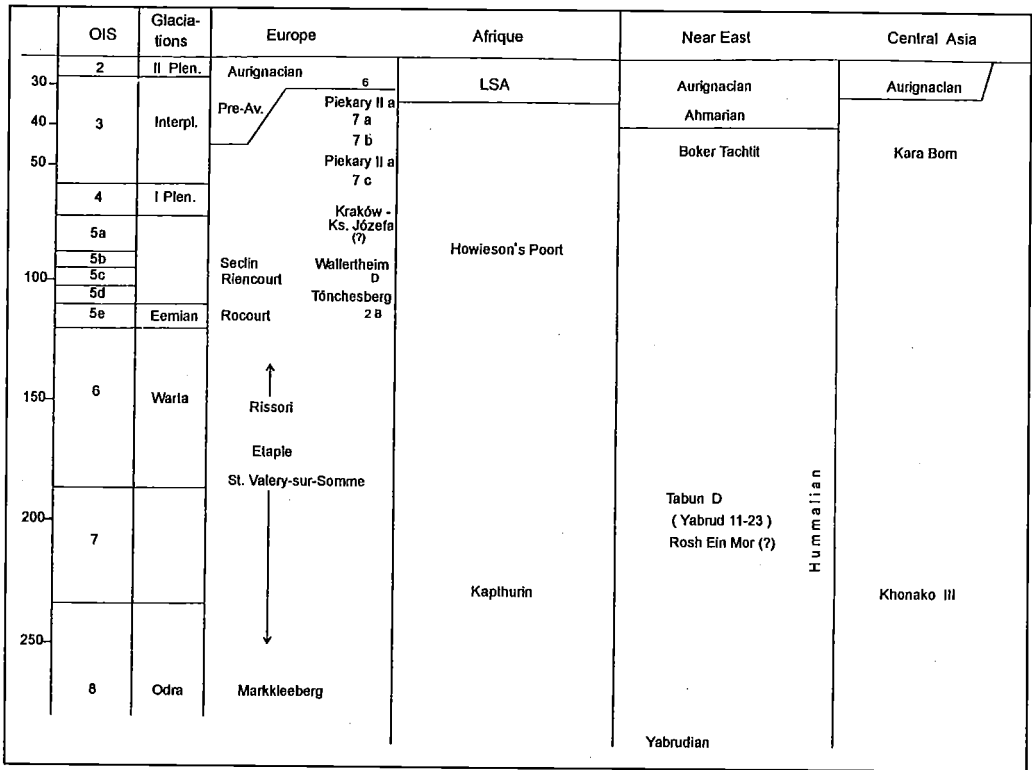 OIS
Glacia-
tions
Europe
Afrique
Near East
Central Asia
2
II Plen.
Aurignacian
6
LSA
Aurignacian
Aurignacian
30
Pre-Av.
Piekary II a
7 a
7 b
Ahmarian
40
3
Interpl.
Boker Tachtit
Kara Bom
50
Piekary II a
7 c
4
I Plen.
Kraków -
Ks. Józefa
(?)
5a
Howieson's Poort
5b
Seclin
Wallertheim
D
5c
Riencourt
100
5d
Tönchesberg
2 B
5e
Eemian
Rocourt
150
6
Warta
Rissori
Etaple
St. Valery-sur-Somme
Tabun D
( Yabrud 11-23 )
Rosh Ein Mor (?)
Hummalian
200
7
Kapthurin
Khonako III
250
8
Odra
Markkleeberg
Yabrudian